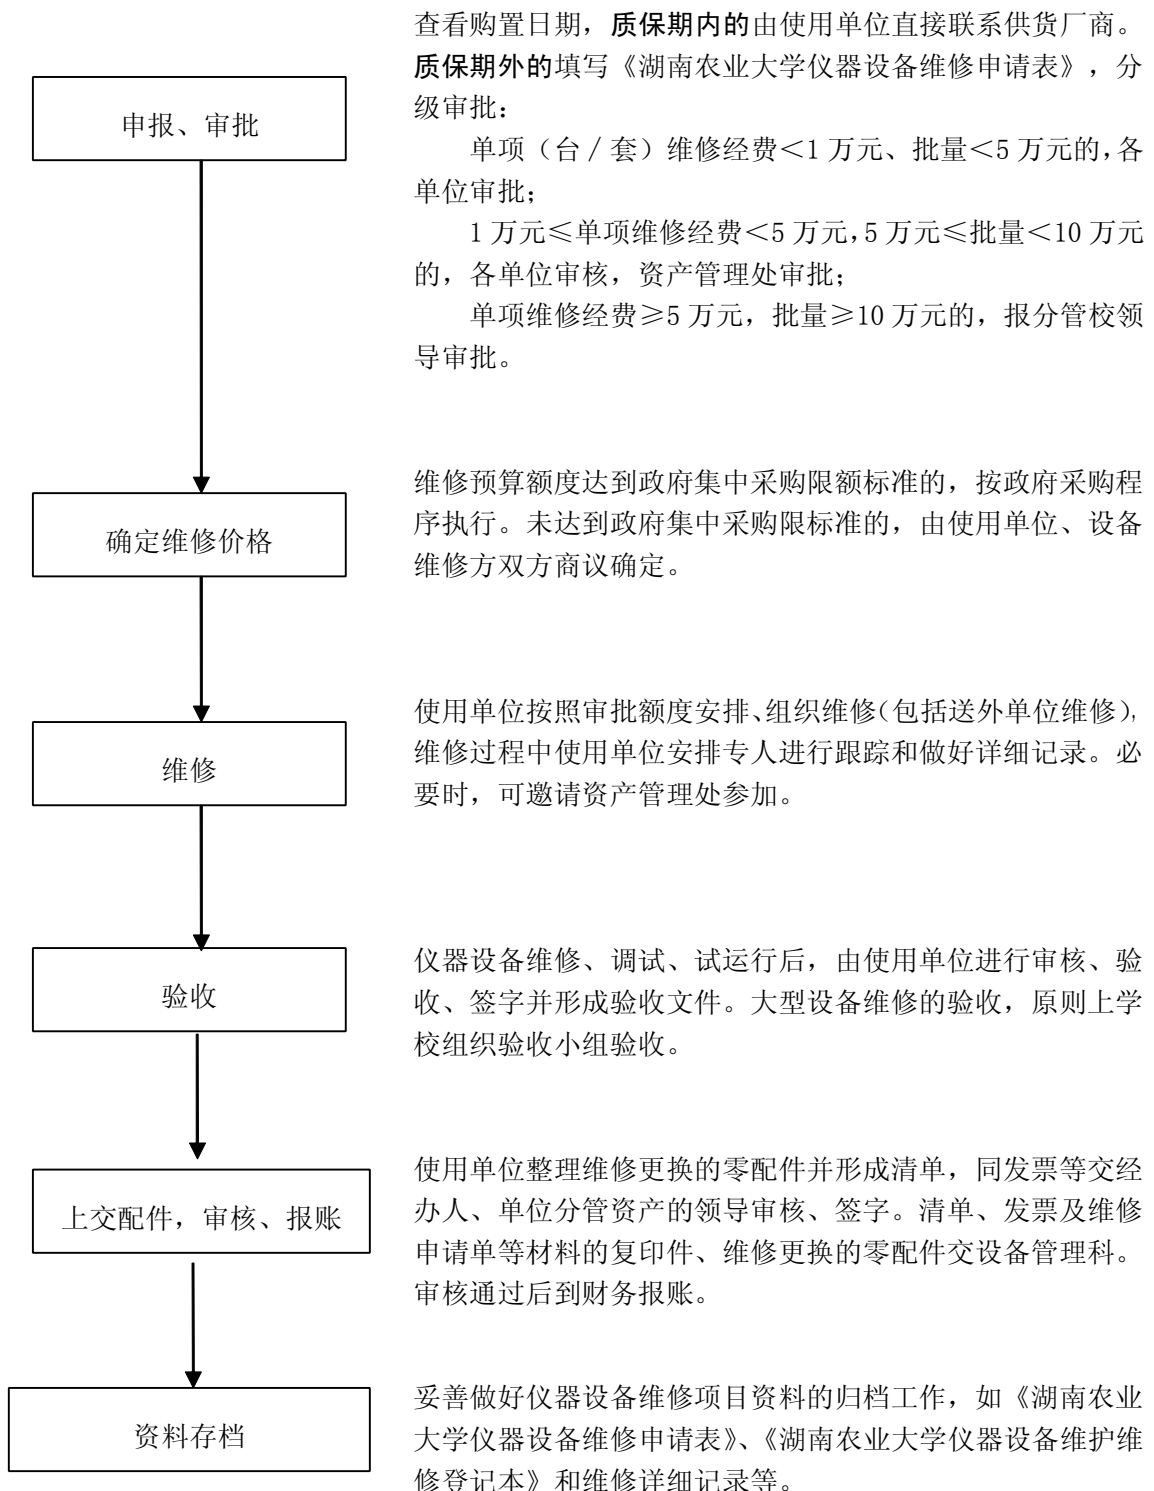 查看购置日期，质保期内的由使用单位直接联系供货厂商。
质保期外的填写《湖南农业大学仪器设备维修申请表》，分
级审批：
单项（台／套）维修经费＜1万元、批量＜5万元的，各
单位审批；
1万元≤单项维修经费＜5万元，5万元≤批量＜10万元
的，各单位审核，资产管理处审批；
单项维修经费≥5万元，批量≥10万元的，报分管校领
导审批。
申报、审批
维修预算额度达到政府集中采购限额标准的，按政府采购程
序执行。未达到政府集中采购限标准的，由使用单位、设备
维修方双方商议确定。
确定维修价格
使用单位按照审批额度安排、组织维修（包括送外单位维修），
维修过程中使用单位安排专人进行跟踪和做好详细记录。必
要时，可邀请资产管理处参加。
维修
仪器设备维修、调试、试运行后，由使用单位进行审核、验
收、签字并形成验收文件。大型设备维修的验收，原则上学
校组织验收小组验收。
验收
使用单位整理维修更换的零配件并形成清单，同发票等交经
办人、单位分管资产的领导审核、签字。清单、发票及维修
申请单等材料的复印件、维修更换的零配件交设备管理科。
审核通过后到财务报账。
上交配件，审核、报账
妥善做好仪器设备维修项目资料的归档工作，如《湖南农业
大学仪器设备维修申请表》、《湖南农业大学仪器设备维护维
修登记本》和维修详细记录等。
资料存档